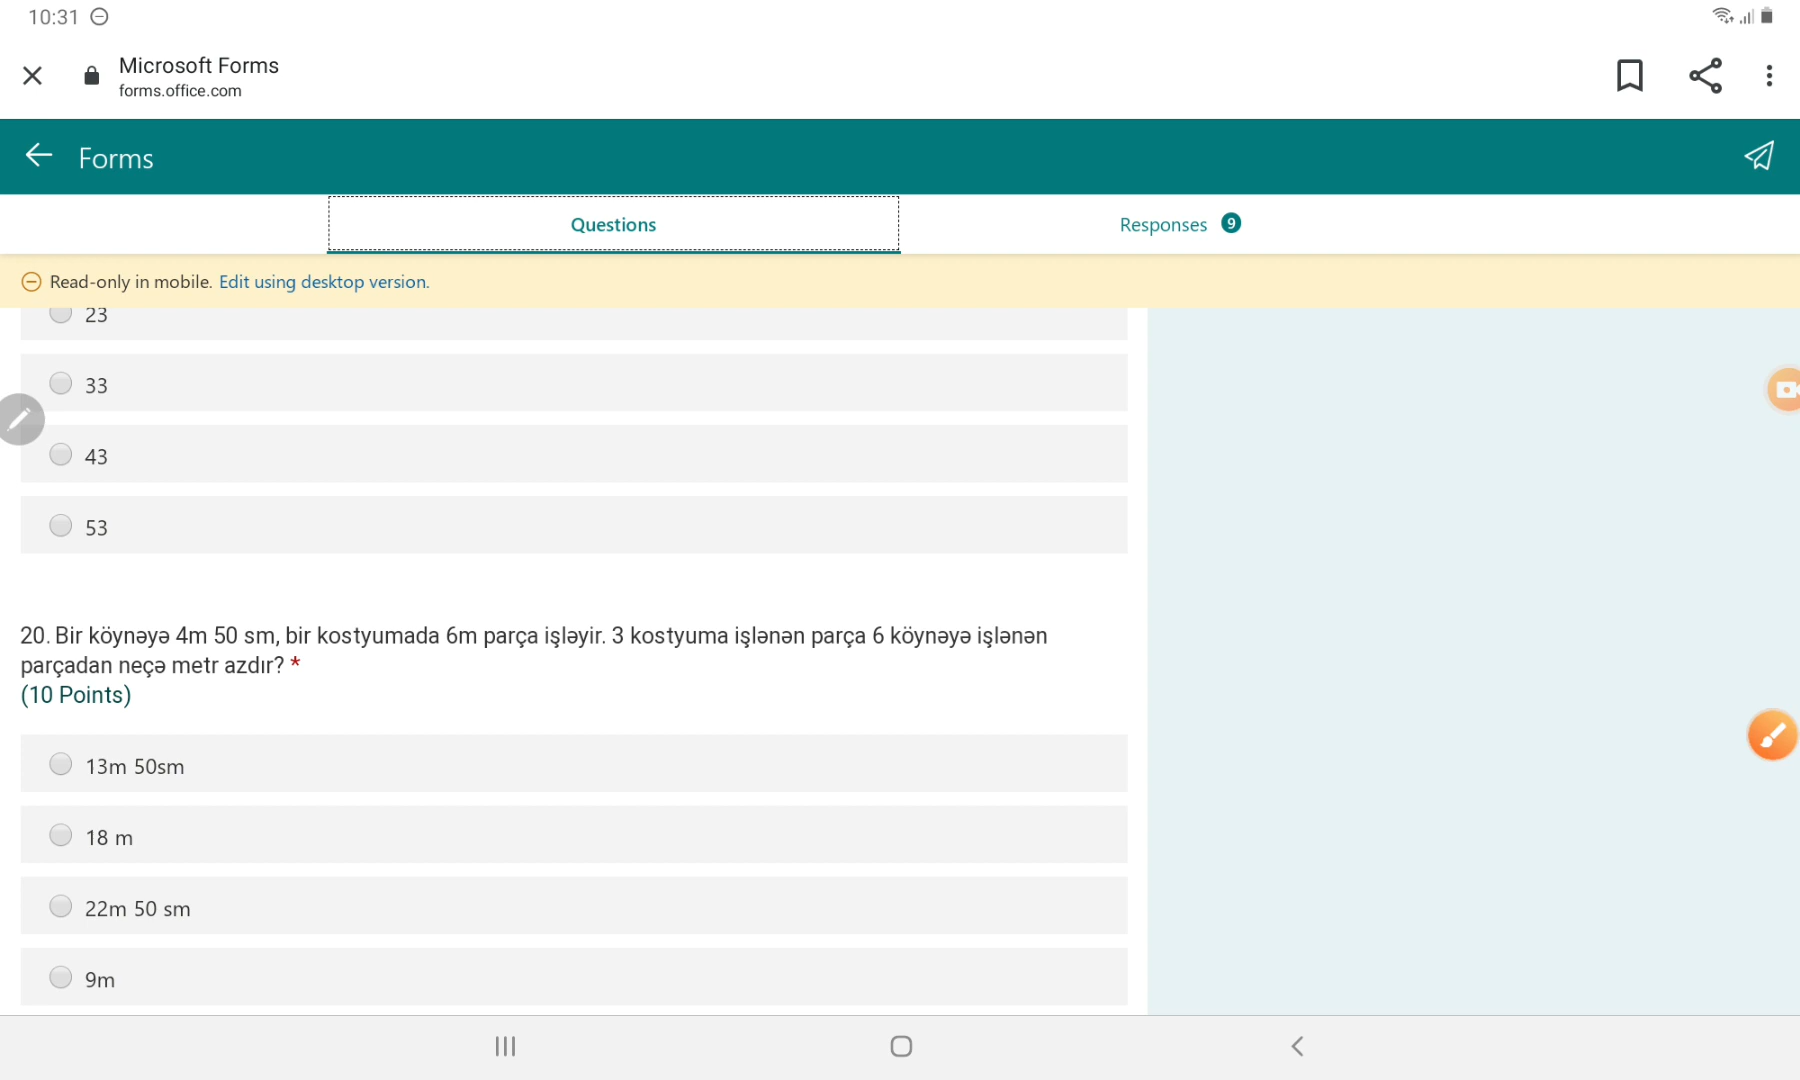 10:31
Microsoft Forms
forms.office.com
Forms
Questions
Responses 9
Read-only in mobile. Edit using desktop version.
23
33
43
53
20. Bir köynəyə 4m 50 sm, bir kostyumada 6m parça işləyir. 3 kostyuma işlənən parça 6 köynəyə işlənən
parçadan neçə metr azdır? *
(10 Points)
13m 50sm
18 m
22m 50 sm
9m